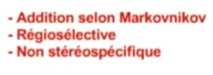 - Addition selon Markovnikov
- Régiosélective
- Non stéréospécifique